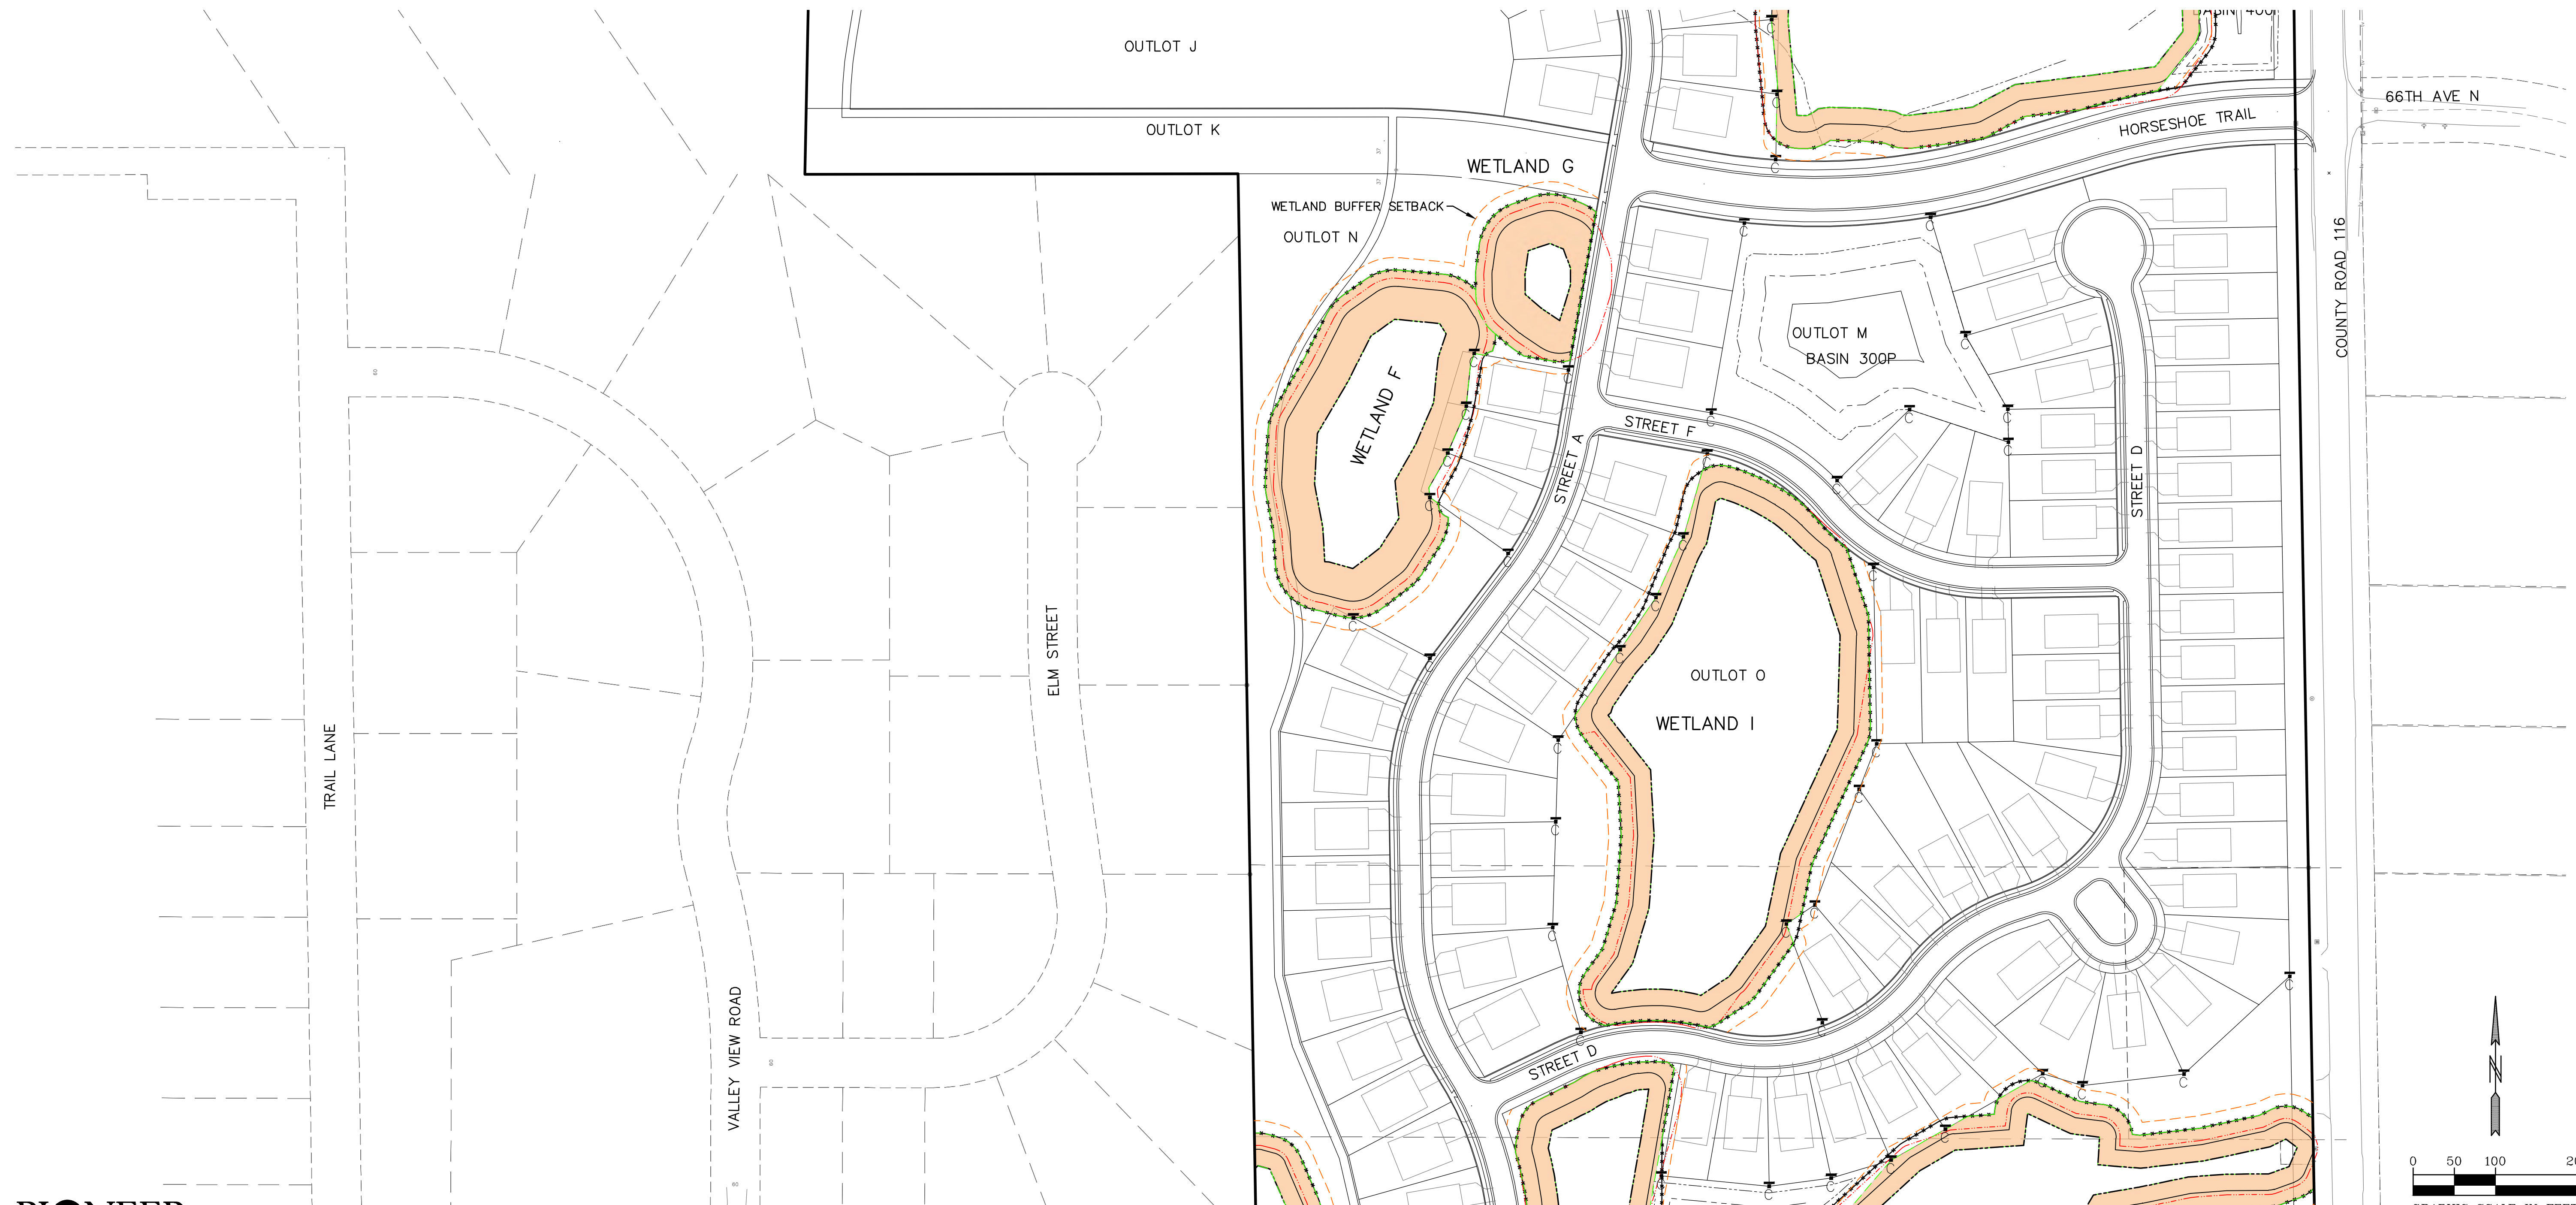 OUTLOT J
66TH AVE N
HORSESHOE TRAIL
OUTLOT K
WETLAND G
WETLAND BUFFER SETBACK
OUTLOT N
COUNTY ROAD 116
OUTLOT M
BASIN 300P
WETLAND F
STREET F
STREET A
STREET D
ELM STREET
OUTLOT O
WETLAND I
TRAIL LANE
VALLEY VIEW ROAD
STREET D
N
0 50 100